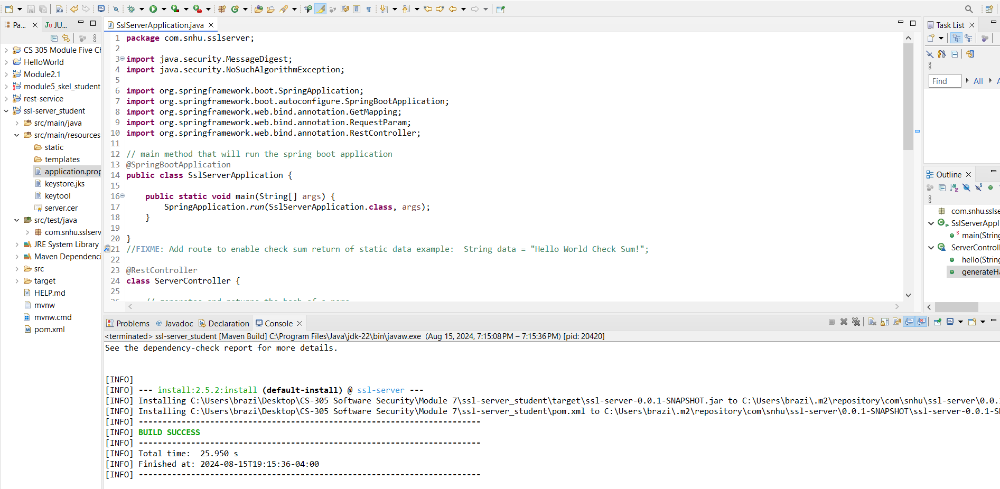 Pa...
JU...
CS 305 Module Five Ch
HelloWorld
Module2.1
module5_skel_student
rest-service
ssl-server_student
src/main/java
src/main/resources
static
templates
application.prop
keystore.jks
keytool
server.cer
src/test/java
com.snhu.sslserv
JRE System Library
Maven Dependenci
src
target
HELP.md
mvnw
mvnw.cmd
pom.xml
SslServerApplication.java
1 package com.snhu.sslserver;
2
3 import java.security.MessageDigest;
4 import java.security.NoSuchAlgorithmException;
5
6 import org.springframework.boot.SpringApplication;
7 import org.springframework.boot.autoconfigure.SpringBootApplication;
8 import org.springframework.web.bind.annotation.GetMapping;
9 import org.springframework.web.bind.annotation.RequestParam;
10 import org.springframework.web.bind.annotation.RestController;
11
12 // main method that will run the spring boot application
13 @SpringBootApplication
14 public class SslServerApplication {
15
16 public static void main(String[] args) {
17 SpringApplication.run(SslServerApplication.class, args);
18 }
19
20 }
21 //FIXME: Add route to enable check sum return of static data example:  String data = "Hello World Check Sum!";
22
23 @RestController
24 class ServerController {
25
Task List
Find
All
Outline
com.snhu.sslse
SslServerAppl
main(String
ServerControll
hello(String
generateHa
Problems
Javadoc
Declaration
Console
<terminated> ssl-server_student [Maven Build] C:\Program Files\Java\jdk-22\bin\javaw.exe (Aug 15, 2024, 7:15:08 PM – 7:15:36 PM) [pid: 20420]
See the dependency-check report for more details.
[INFO]
[INFO] --- install:2.5.2:install (default-install) @ ssl-server ---
[INFO] Installing C:\Users\brazi\Desktop\CS-305 Software Security\Module 7\ssl-server_student\target\ssl-server-0.0.1-SNAPSHOT.jar to C:\Users\brazi\.m2\repository\com\snhu\ssl-server\0.0.1
[INFO] Installing C:\Users\brazi\Desktop\CS-305 Software Security\Module 7\ssl-server_student\pom.xml to C:\Users\brazi\.m2\repository\com\snhu\ssl-server\0.0.1-SNAPSHOT\ssl-server-0.0.1-SN
[INFO] ------------------------------------------------------------------------
[INFO] BUILD SUCCESS
[INFO] ------------------------------------------------------------------------
[INFO] Total time:  25.950 s
[INFO] Finished at: 2024-08-15T19:15:36-04:00
[INFO] ------------------------------------------------------------------------